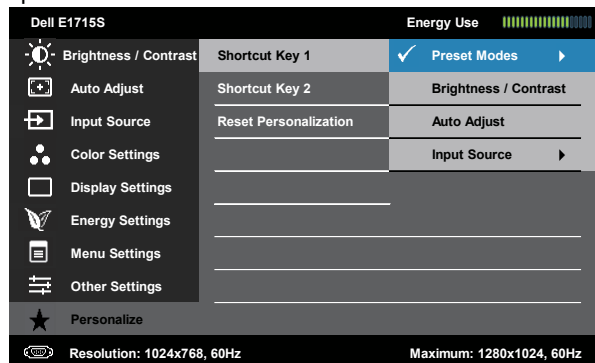 Dell E1715S Energy Use
Brightness / Contrast Shortcut Key 1 Preset Modes
Auto Adjust Shortcut Key 2 Brightness / Contrast
Input Source Reset Personalization Auto Adjust
Color Settings Input Source
Display Settings
Energy Settings
Menu Settings
Other Settings
Personalize
Resolution: 1024x768, 60Hz Maximum: 1280x1024, 60Hz